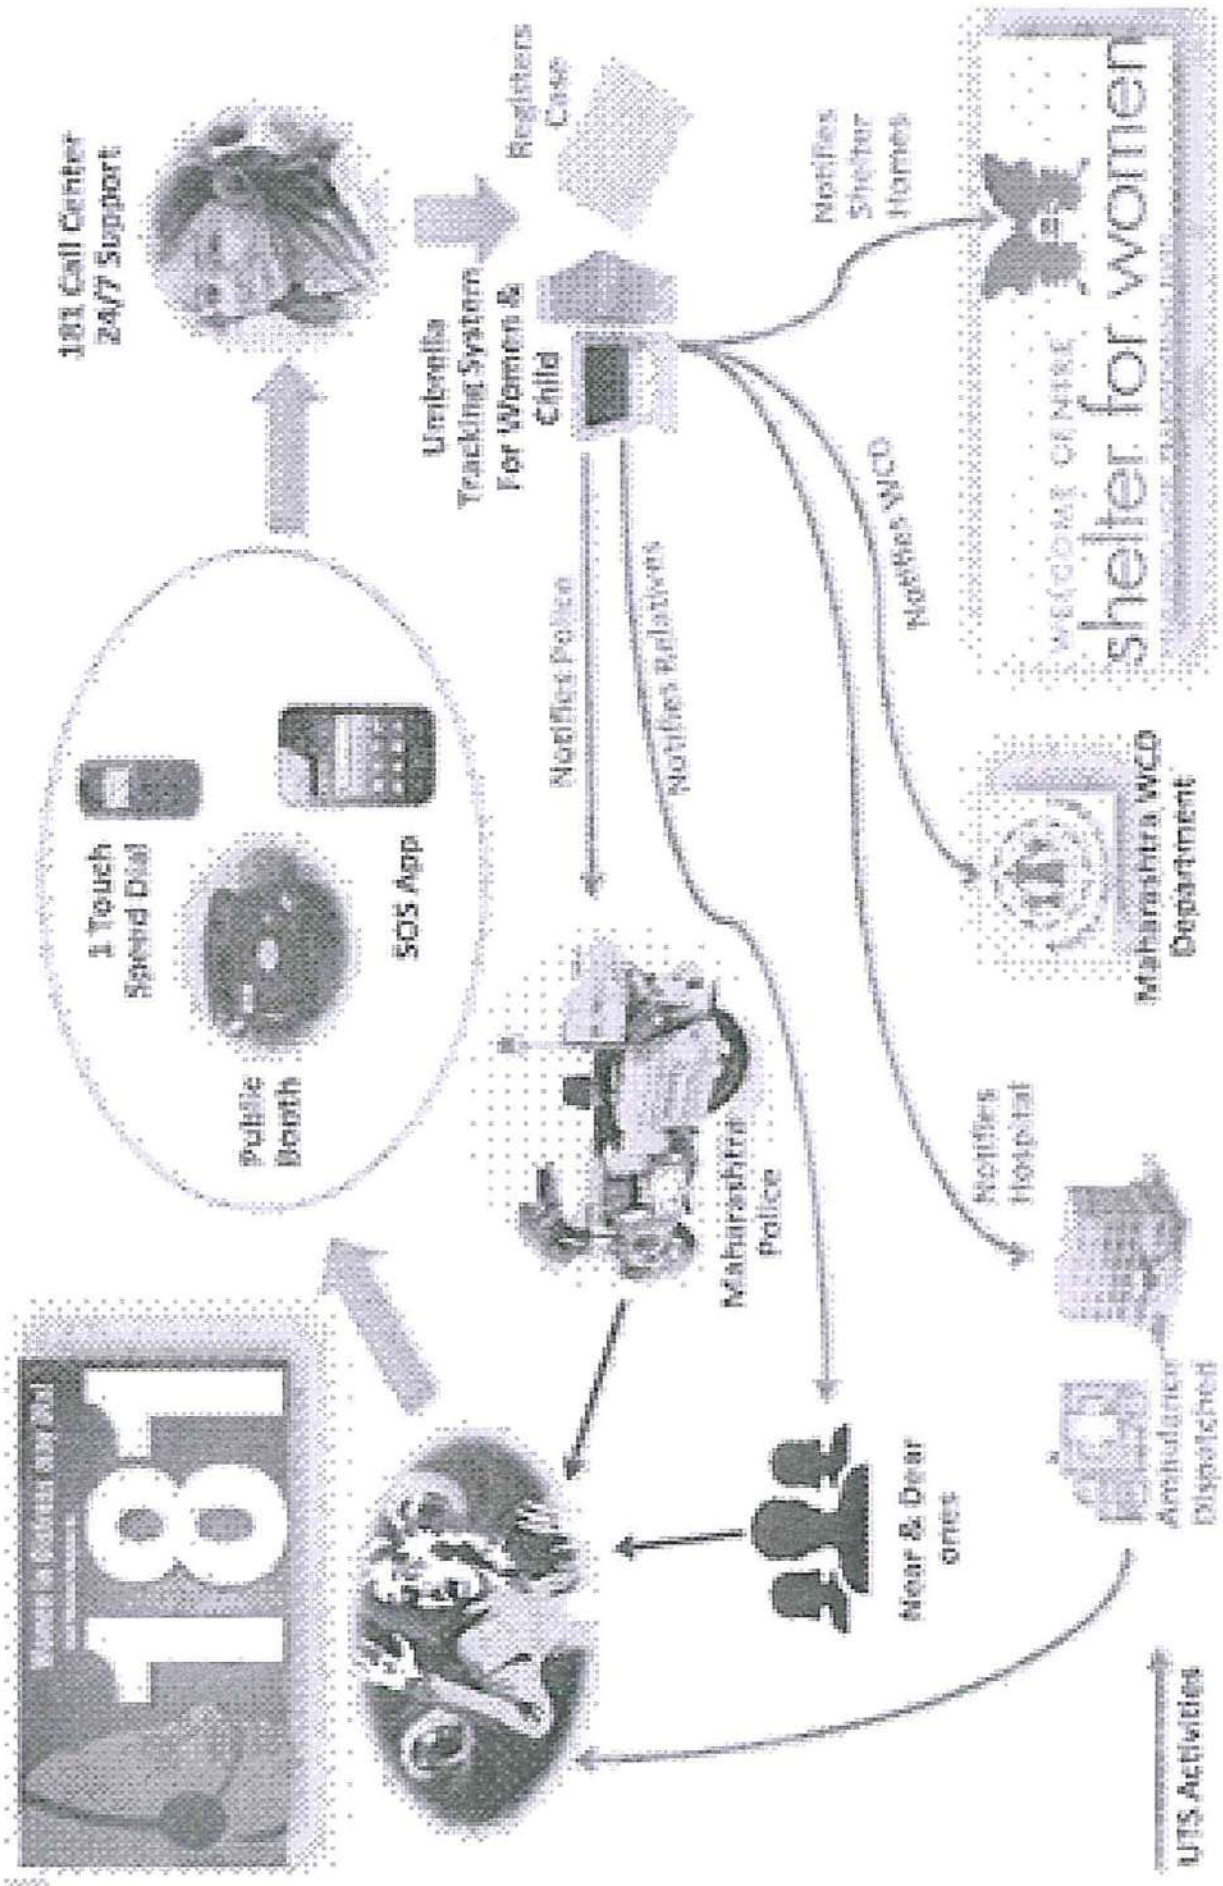 181
1 Touch
Speed Dial
Public
Booth
SOS App
181 Call Center
24/7 Support
Umbrella
Tracking System
For Women &
Child
Registers
Case
Notifies Police
Notifies Relatives
Maharashtra
Police
Near & Dear
ones
Notifies
Shelter
Homes
Notifies WCD
Notifies
Hospital
Ambulance
Dispatched
Maharashtra WCD
Department
WELCOME CENTRE
shelter for women
UTS Activities